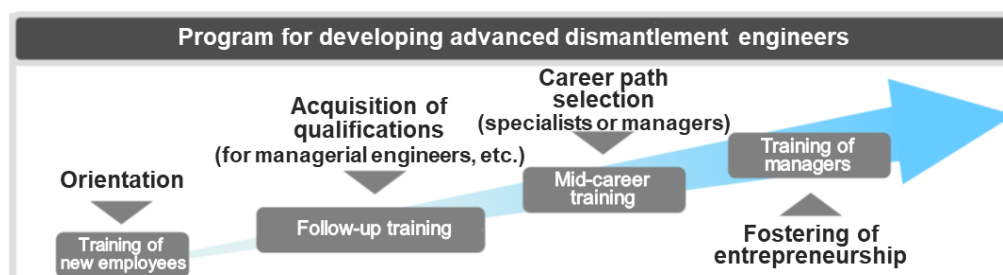 Program for developing advanced dismantlement engineers
Orientation
Training of
new employees
Acquisition of
qualifications
(for managerial engineers, etc.)
Follow-up training
Career path
selection
(specialists or managers)
Mid-career
training
Training of
managers
Fostering of
entrepreneurship